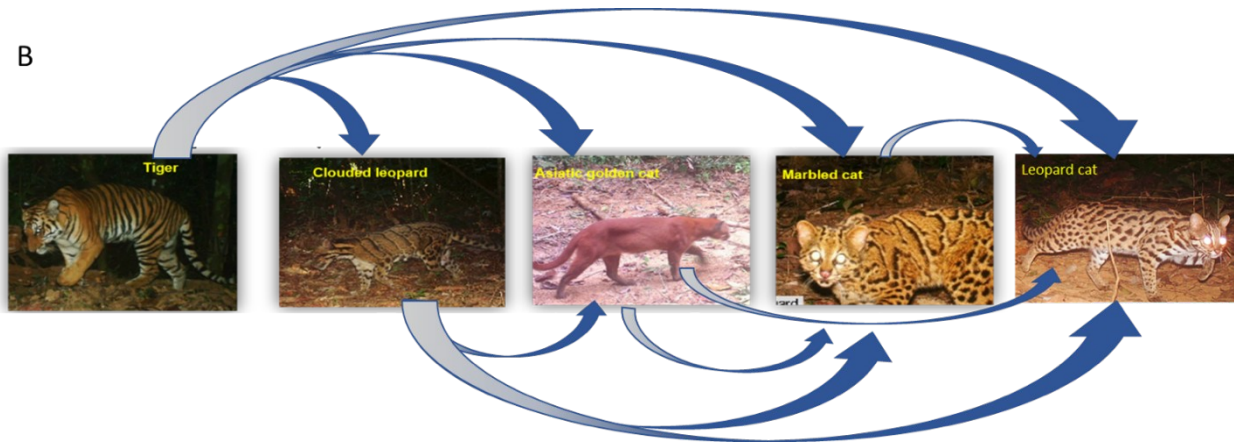 B
Tiger
Clouded leopard
Asiatic golden cat
Marbled cat
Leopard cat